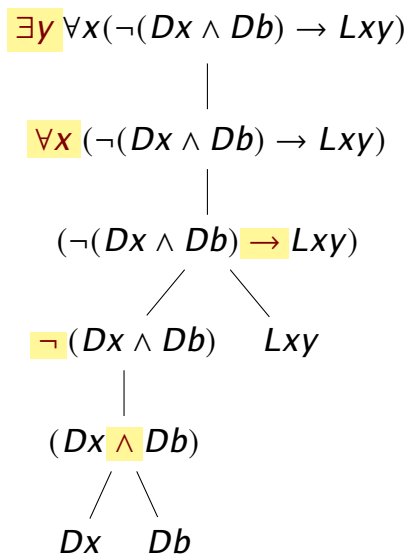 ∃y∀x(¬(Dx ∧ Db) → Lxy)
∀x(¬(Dx ∧ Db) → Lxy)
(¬(Dx ∧ Db) → Lxy)
¬(Dx ∧ Db) Lxy
(Dx ∧ Db)
Dx Db